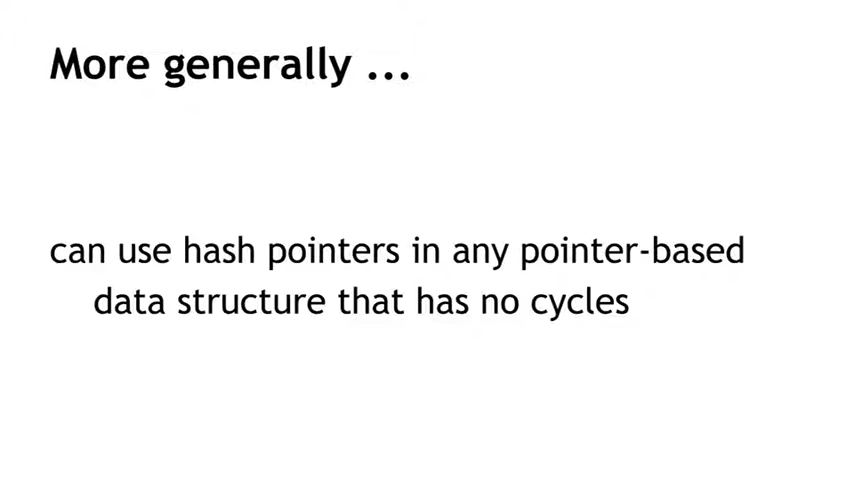 More generally ...
can use hash pointers in any pointer-based
data structure that has no cycles